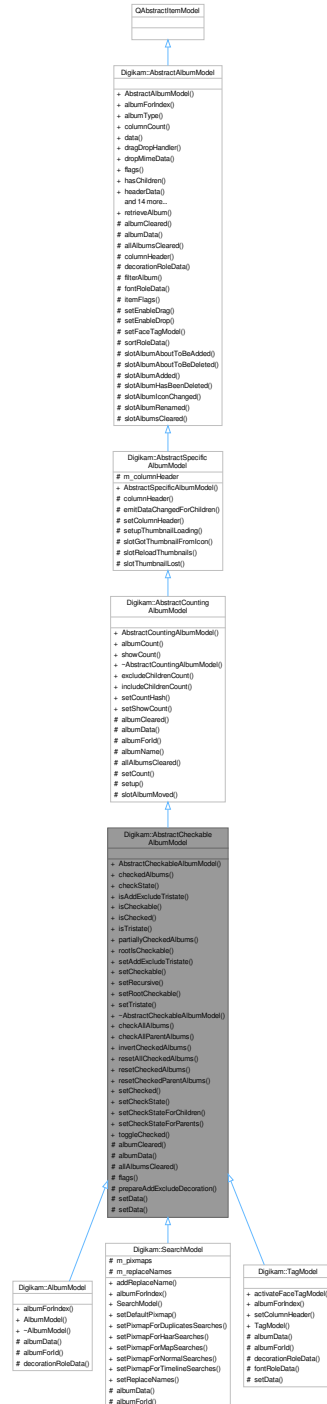 QAbstractItemModel
Digikam::AbstractAlbumModel
+ AbstractAlbumModel()
+ albumForIndex()
+ albumType()
+ columnCount()
+ data()
+ dragDropHandler()
+ dropMimeData()
+ flags()
+ hasChildren()
+ headerData()
and 14 more...
+ retrieveAlbum()
# albumCleared()
# albumData()
# allAlbumsCleared()
# columnHeader()
# decorationRoleData()
# filterAlbum()
# fontRoleData()
# itemFlags()
# setEnableDrag()
# setEnableDrop()
# setFaceTagModel()
# sortRoleData()
# slotAlbumAboutToBeAdded()
# slotAlbumAboutToBeDeleted()
# slotAlbumAdded()
# slotAlbumHasBeenDeleted()
# slotAlbumIconChanged()
# slotAlbumRenamed()
# slotAlbumsCleared()
Digikam::AbstractSpecific
AlbumModel
# m_columnHeader
+ AbstractSpecificAlbumModel()
# columnHeader()
# emitDataChangedForChildren()
# setColumnHeader()
# setupThumbnailLoading()
# slotGotThumbnailFromIcon()
# slotReloadThumbnails()
# slotThumbnailLost()
Digikam::AbstractCounting
AlbumModel
+ AbstractCountingAlbumModel()
+ albumCount()
+ showCount()
+ ~AbstractCountingAlbumModel()
+ excludeChildrenCount()
+ includeChildrenCount()
+ setCountHash()
+ setShowCount()
# albumCleared()
# albumData()
# albumForId()
# albumName()
# allAlbumsCleared()
# setCount()
# setup()
# slotAlbumMoved()
Digikam::AbstractCheckable
AlbumModel
+ AbstractCheckableAlbumModel()
+ checkedAlbums()
+ checkState()
+ isAddExcludeTristate()
+ isCheckable()
+ isChecked()
+ isTristate()
+ partiallyCheckedAlbums()
+ rootIsCheckable()
+ setAddExcludeTristate()
+ setCheckable()
+ setRecursive()
+ setRootCheckable()
+ setTristate()
+ ~AbstractCheckableAlbumModel()
+ checkAllAlbums()
+ checkAllParentAlbums()
+ invertCheckedAlbums()
+ resetAllCheckedAlbums()
+ resetCheckedAlbums()
+ resetCheckedParentAlbums()
+ setChecked()
+ setCheckState()
+ setCheckStateForChildren()
+ setCheckStateForParents()
+ toggleChecked()
# albumCleared()
# albumData()
# allAlbumsCleared()
# flags()
# prepareAddExcludeDecoration()
# setData()
# setData()
Digikam::AlbumModel
+ albumForIndex()
+ AlbumModel()
+ ~AlbumModel()
# albumData()
# albumForId()
# decorationRoleData()
Digikam::SearchModel
# m_pixmaps
# m_replaceNames
+ addReplaceName()
+ albumForIndex()
+ SearchModel()
+ setDefaultPixmap()
+ setPixmapForDuplicatesSearches()
+ setPixmapForHaarSearches()
+ setPixmapForMapSearches()
+ setPixmapForNormalSearches()
+ setPixmapForTimelineSearches()
+ setReplaceNames()
# albumData()
# albumForId()
Digikam::TagModel
+ activateFaceTagModel()
+ albumForIndex()
+ setColumnHeader()
+ TagModel()
# albumData()
# albumForId()
# decorationRoleData()
# fontRoleData()
# setData()